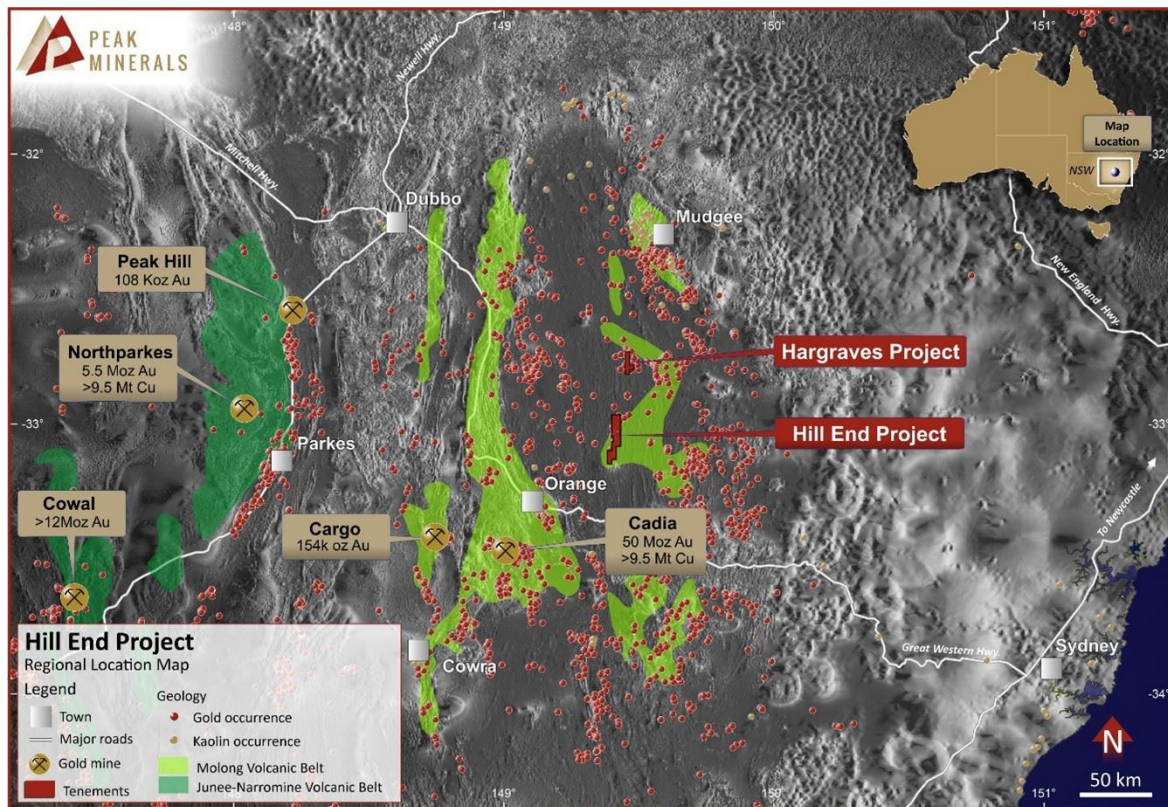 PEAK
MINERALS
148°
149°
150°
151°
-32°
-32°
-33°
-33°
-34°
149°
150°
151°
Newell Hwy.
Mitchell Hwy.
New England Hwy.
Great Western Hwy.
To Newcastle
Map
Location
NSW
Dubbo
Mudgee
Peak Hill
108 Koz Au
Northparkes
5.5 Moz Au
>9.5 Mt Cu
Parkes
Hargraves Project
Hill End Project
Orange
Cowal
>12Moz Au
Cargo
154k oz Au
Cadia
50 Moz Au
>9.5 Mt Cu
Cowra
Sydney
Hill End Project
Regional Location Map
Legend
Town
Major roads
Gold mine
Tenements
Geology
Gold occurrence
Kaolin occurrence
Molong Volcanic Belt
Junee-Narromine Volcanic Belt
N
50 km